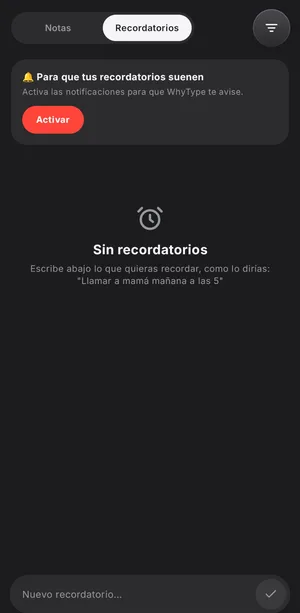 Notas
Recordatorios
🔔 Para que tus recordatorios suenen
Activa las notificaciones para que WhyType te avise.
Activar
Sin recordatorios
Escribe abajo lo que quieras recordar, como lo dirías:
"Llamar a mamá mañana a las 5"
Nuevo recordatorio...